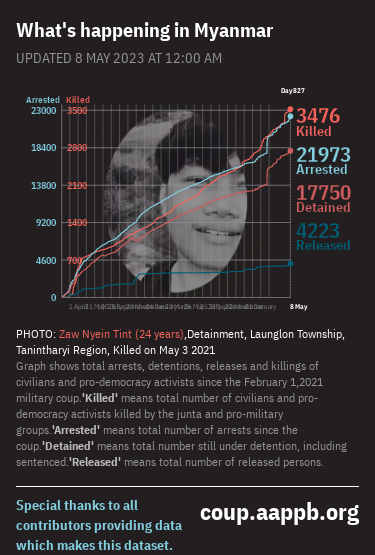 What's happening in Myanmar
UPDATED 8 MAY 2023 AT 12:00 AM
Day827
Arrested Killed
23000 3500
3476
Killed
18400 2800
21973
Arrested
13800 2100
17750
Detained
9200 1400
4223
Released
4600 700
0
8 May
PHOTO: Zaw Nyein Tint (24 years),Detainment, Launglon Township,
Tanintharyi Region, Killed on May 3 2021
Graph shows total arrests, detentions, releases and killings of
civilians and pro-democracy activists since the February 1,2021
military coup.'Killed' means total number of civilians and pro-
democracy activists killed by the junta and pro-military
groups.'Arrested' means total number of arrests since the
coup.'Detained' means total number still under detention, including
sentenced.'Released' means total number of released persons.
Special thanks to all
contributors providing data
which makes this dataset.
coup.aappb.org